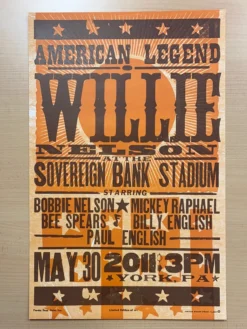 AMERICAN LEGEND
WILLIE
NELSON
AT THE
SOVEREIGN BANK STADIUM
STARRING
BOBBIE NELSON ★ MICKEY RAPHAEL
BEE SPEARS BILLY ENGLISH
PAUL ENGLISH
MAY 30 2011 3PM
YORK, PA